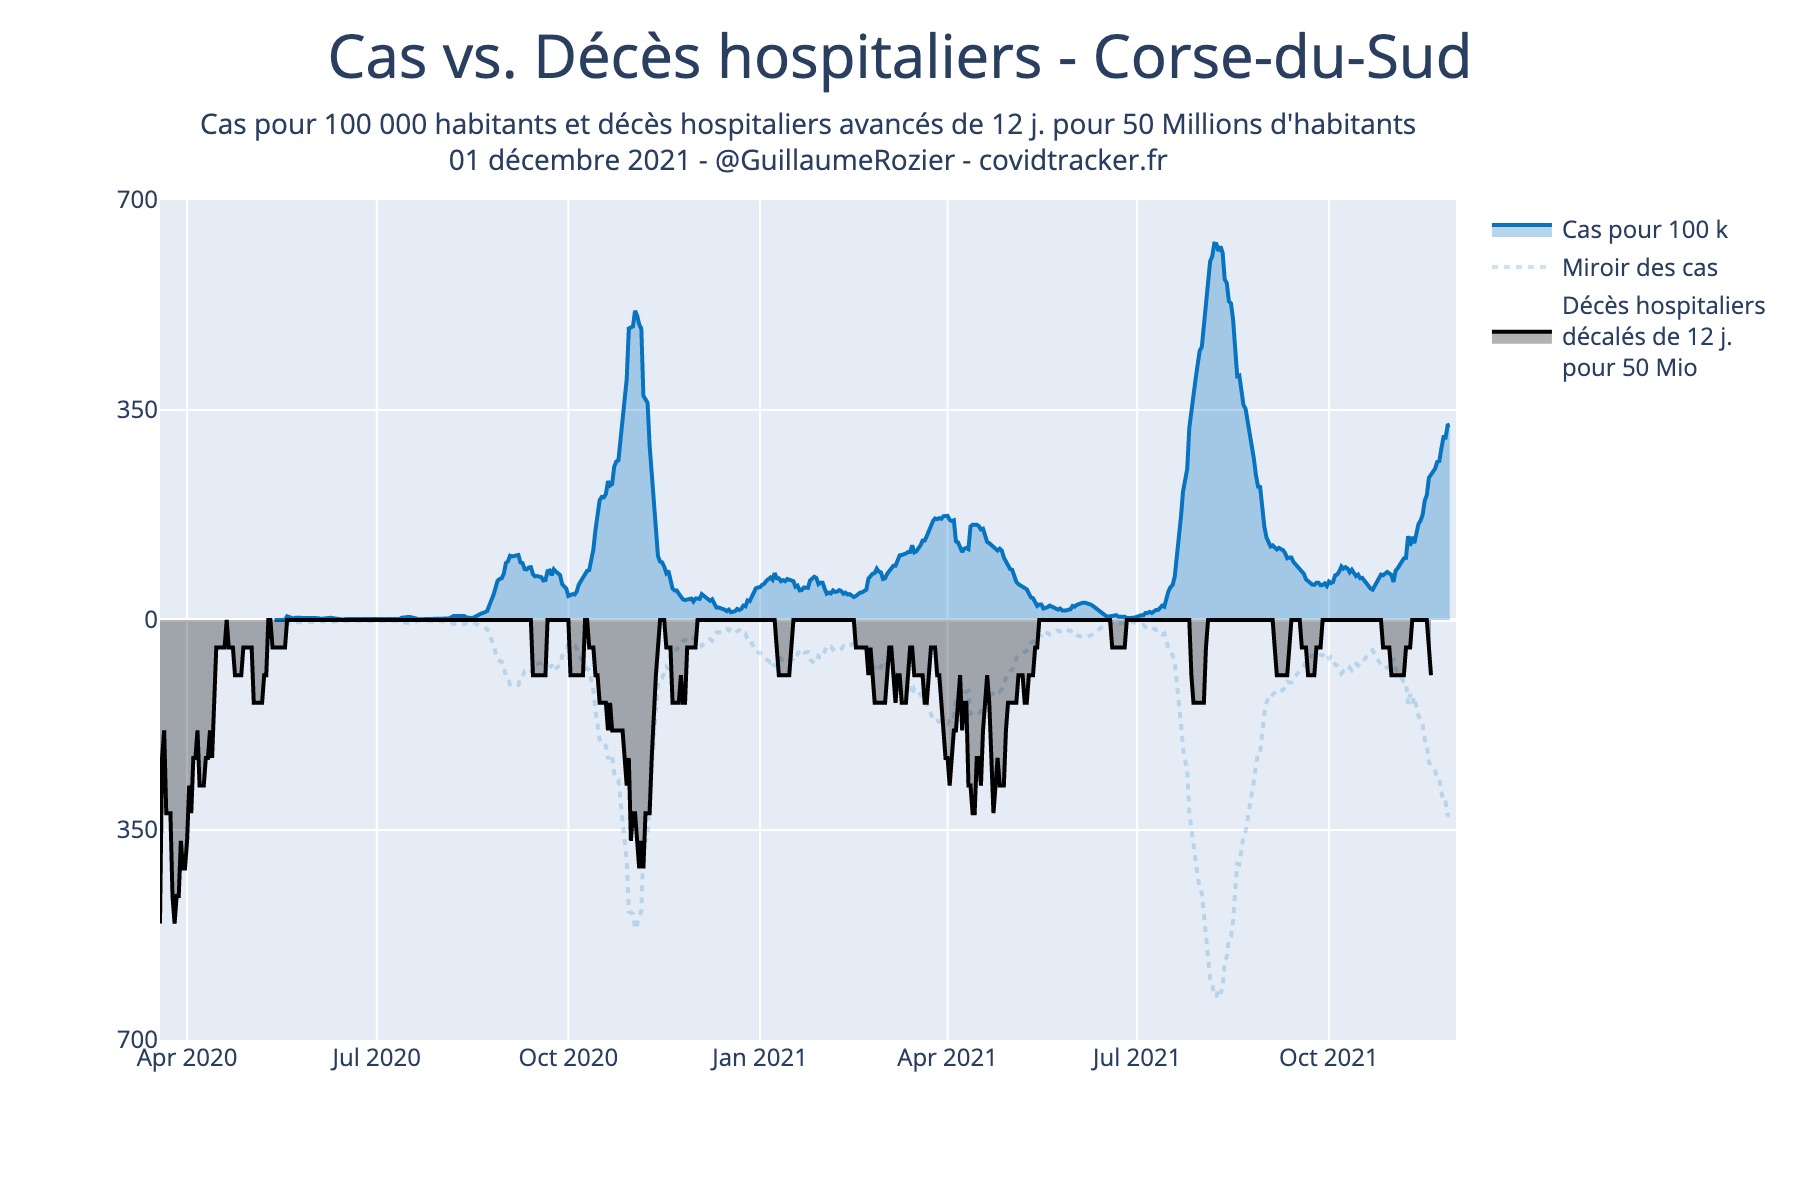 Cas vs. Décès hospitaliers - Corse-du-Sud
Cas pour 100 000 habitants et décès hospitaliers avancés de 12 j. pour 50 Millions d'habitants
01 décembre 2021 - @GuillaumeRozier - covidtracker.fr
700
350
0
350
700
Apr 2020
Jul 2020
Oct 2020
Jan 2021
Apr 2021
Jul 2021
Oct 2021
Cas pour 100 k
Miroir des cas
Décès hospitaliers
décalés de 12 j.
pour 50 Mio